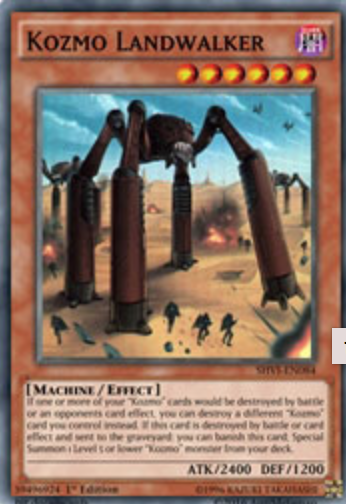 KOZMO LANDWALKER
SHVI-EN084
[MACHINE / EFFECT]
If one or more of your "Kozmo" cards would be destroyed by battle
or an opponents card effect, you can destroy a different "Kozmo"
card you control instead. If this card is destroyed by battle or
card effect and sent to the graveyard: you can banish this card; Special
Summon 1 Level 5 or lower "Kozmo" monster from your deck.
ATK/2400 DEF/1200
59496924 1st Edition
©1996 KAZUKI TAKAHASHI